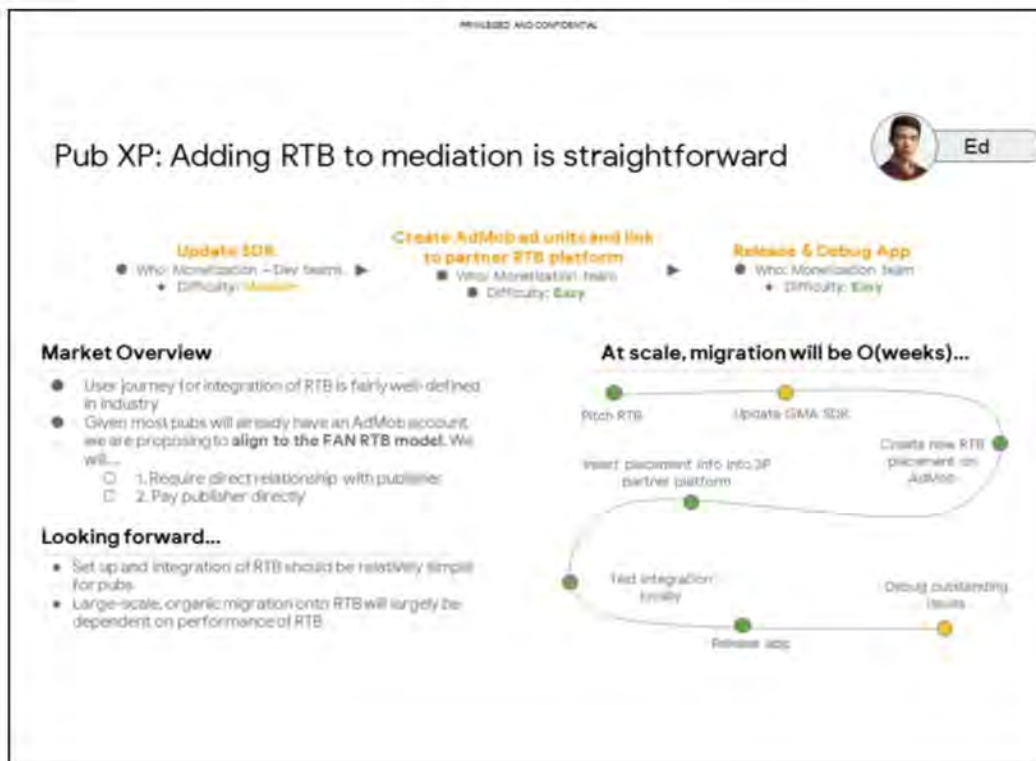 PRIVILEGED AND CONFIDENTIAL
Pub XP: Adding RTB to mediation is straightforward
Ed
Update SDK
Who: Monetization – Dev teams
Difficulty: Medium
Create AdMob ad units and link
to partner RTB platform
Who: Monetization team
Difficulty: Easy
Release & Debug App
Who: Monetization team
Difficulty: Easy
Market Overview
User journey for integration of RTB is fairly well-defined
in industry
Given most pubs will already have an AdMob account
we are proposing to align to the FAN RTB model. We
will...
1. Require direct relationship with publisher
2. Pay publisher directly
Looking forward...
Set up and integration of RTB should be relatively simple
for pubs
Large-scale, organic migration onto RTB will largely be
dependent on performance of RTB
At scale, migration will be O(weeks)...
Pitch RTB
Update GMA SDK
Create new RTB
placement on
AdMob
Insert placement info into 3P
partner platform
Test integration
locally
Release app
Debug outstanding
issues